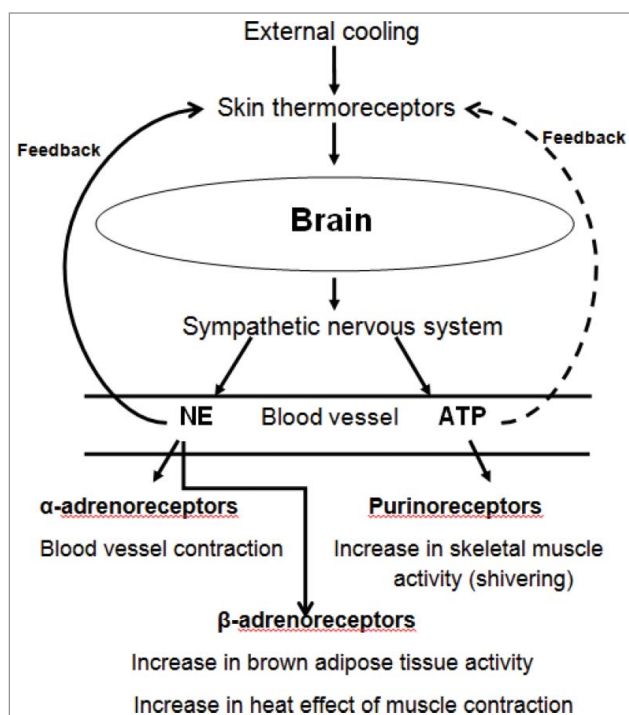 External cooling
Skin thermoreceptors
Feedback
Feedback
Brain
Sympathetic nervous system
NE Blood vessel ATP
α-adrenoreceptors
Blood vessel contraction
Purinoreceptors
Increase in skeletal muscle
activity (shivering)
β-adrenoreceptors
Increase in brown adipose tissue activity
Increase in heat effect of muscle contraction